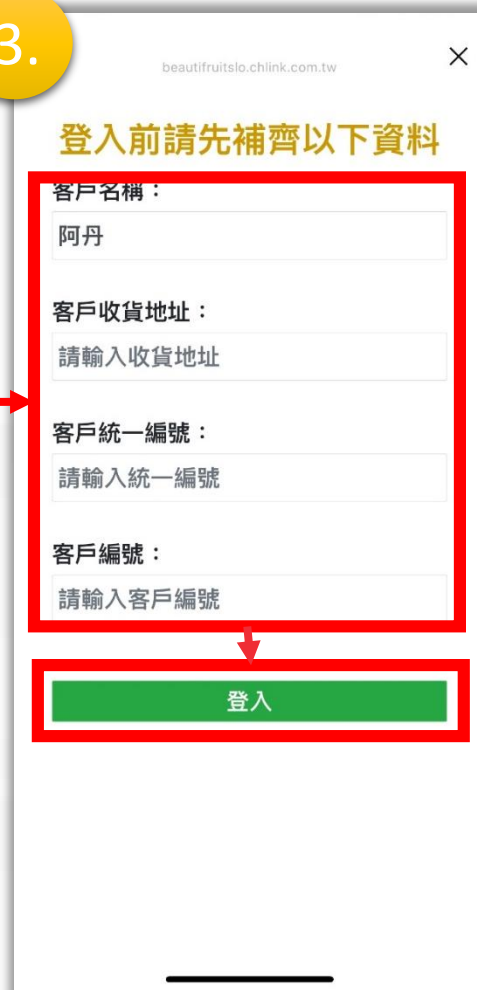 3.
beautifruitslo.chlink.com.tw
登入前請先補齊以下資料
客戶名稱：
阿丹
客戶收貨地址：
請輸入收貨地址
客戶統一編號：
請輸入統一編號
客戶編號：
請輸入客戶編號
登入